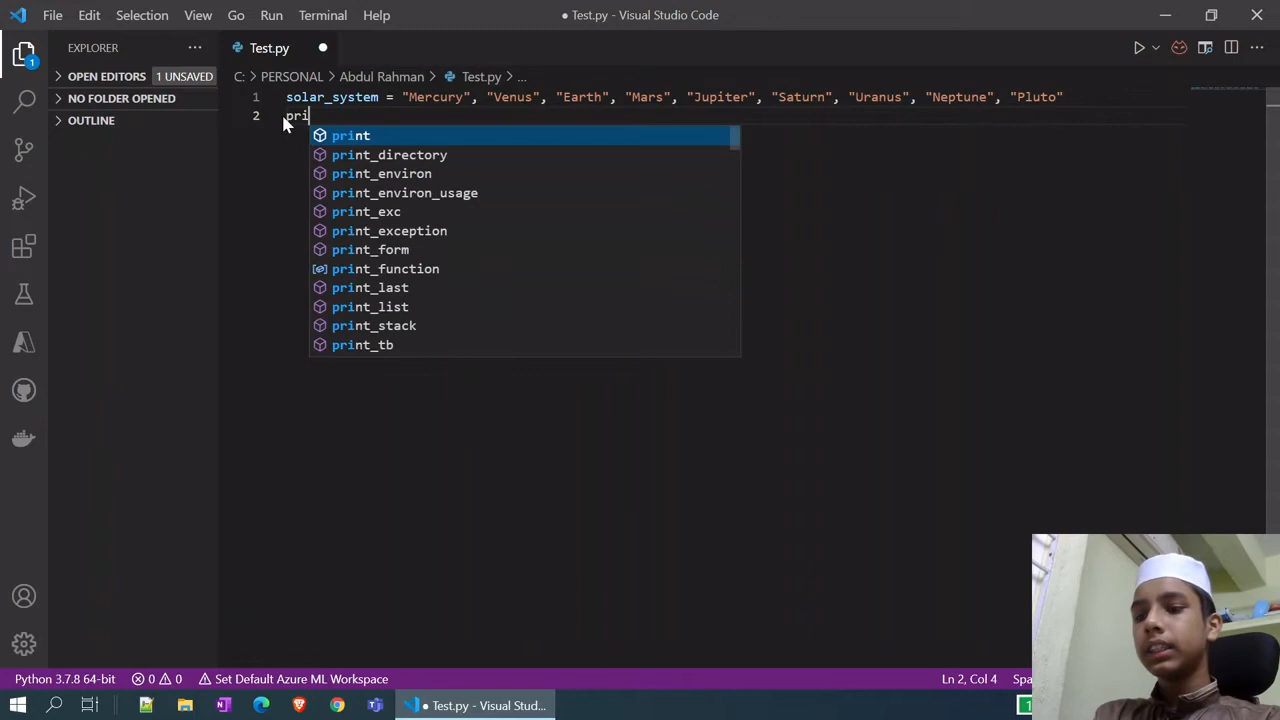 File Edit Selection View Go Run Terminal Help
● Test.py - Visual Studio Code
EXPLORER
Test.py
OPEN EDITORS 1 UNSAVED
C: > PERSONAL > Abdul Rahman > Test.py > ...
NO FOLDER OPENED
OUTLINE
1 solar_system = "Mercury", "Venus", "Earth", "Mars", "Jupiter", "Saturn", "Uranus", "Neptune", "Pluto"
2 pri
print
print_directory
print_environ
print_environ_usage
print_exc
print_exception
print_form
print_function
print_last
print_list
print_stack
print_tb
1
Python 3.7.8 64-bit 0 0 Set Default Azure ML Workspace Ln 2, Col 4
● Test.py - Visual Stud...